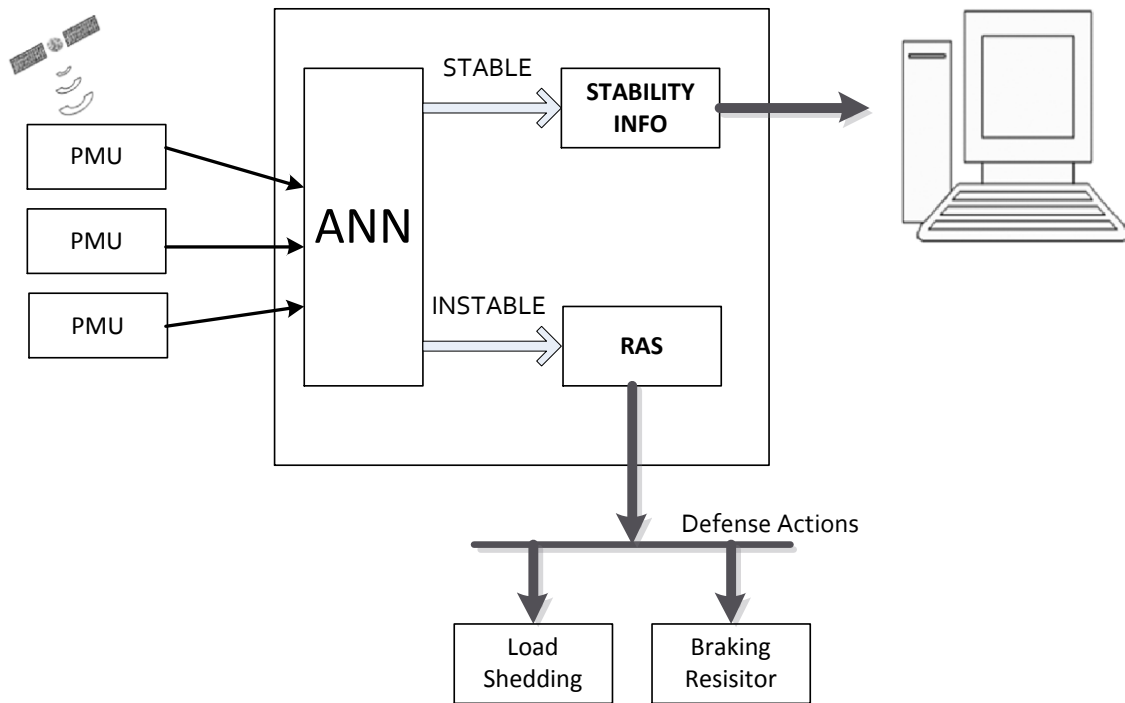 STABLE
STABILITY
INFO
PMU
PMU
PMU
ANN
INSTABLE
RAS
Defense Actions
Load
Shedding
Braking
Resisitor